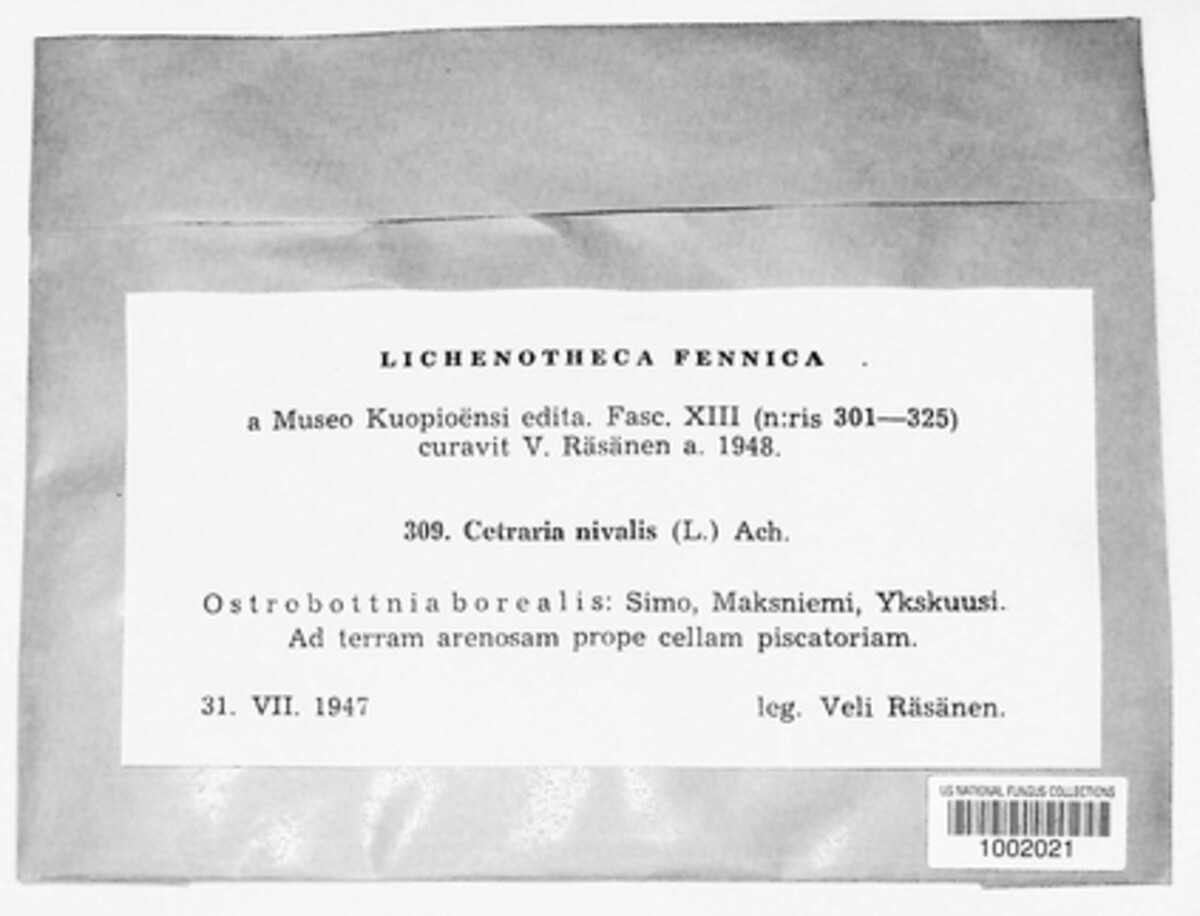 LICHENOTHECA FENNICA
a Museo Kuopioënsi edita. Fasc. XIII (n:ris 301—325)
curavit V. Räsänen a. 1948.
309. Cetraria nivalis (L.) Ach.
Ostrobottnia borealis: Simo, Maksniemi, Ykskuusi.
Ad terram arenosam prope cellam piscatoriam.
31. VII. 1947 leg. Veli Räsänen.
US NATIONAL FUNGUS COLLECTIONS
1002021